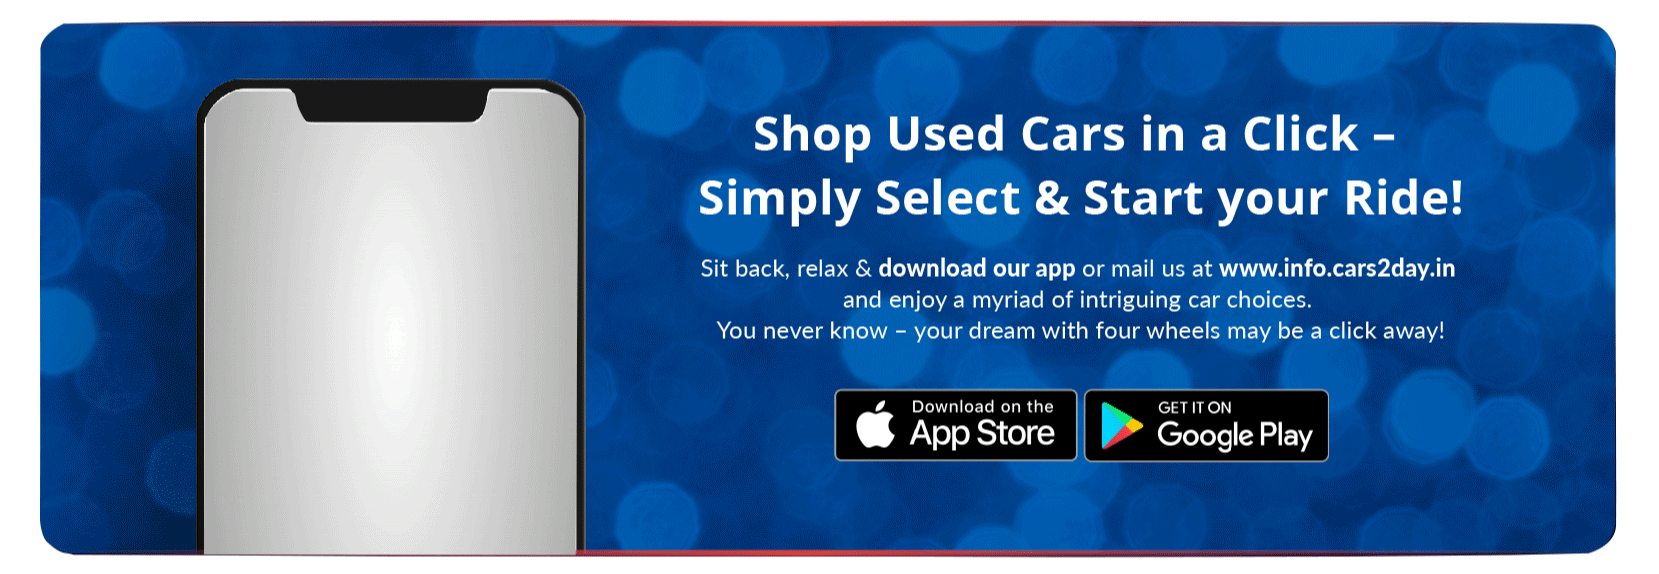 Shop Used Cars in a Click –
Simply Select & Start your Ride!
Sit back, relax & download our app or mail us at www.info.cars2day.in
and enjoy a myriad of intriguing car choices.
You never know – your dream with four wheels may be a click away!
Download on the
App Store
GET IT ON
Google Play